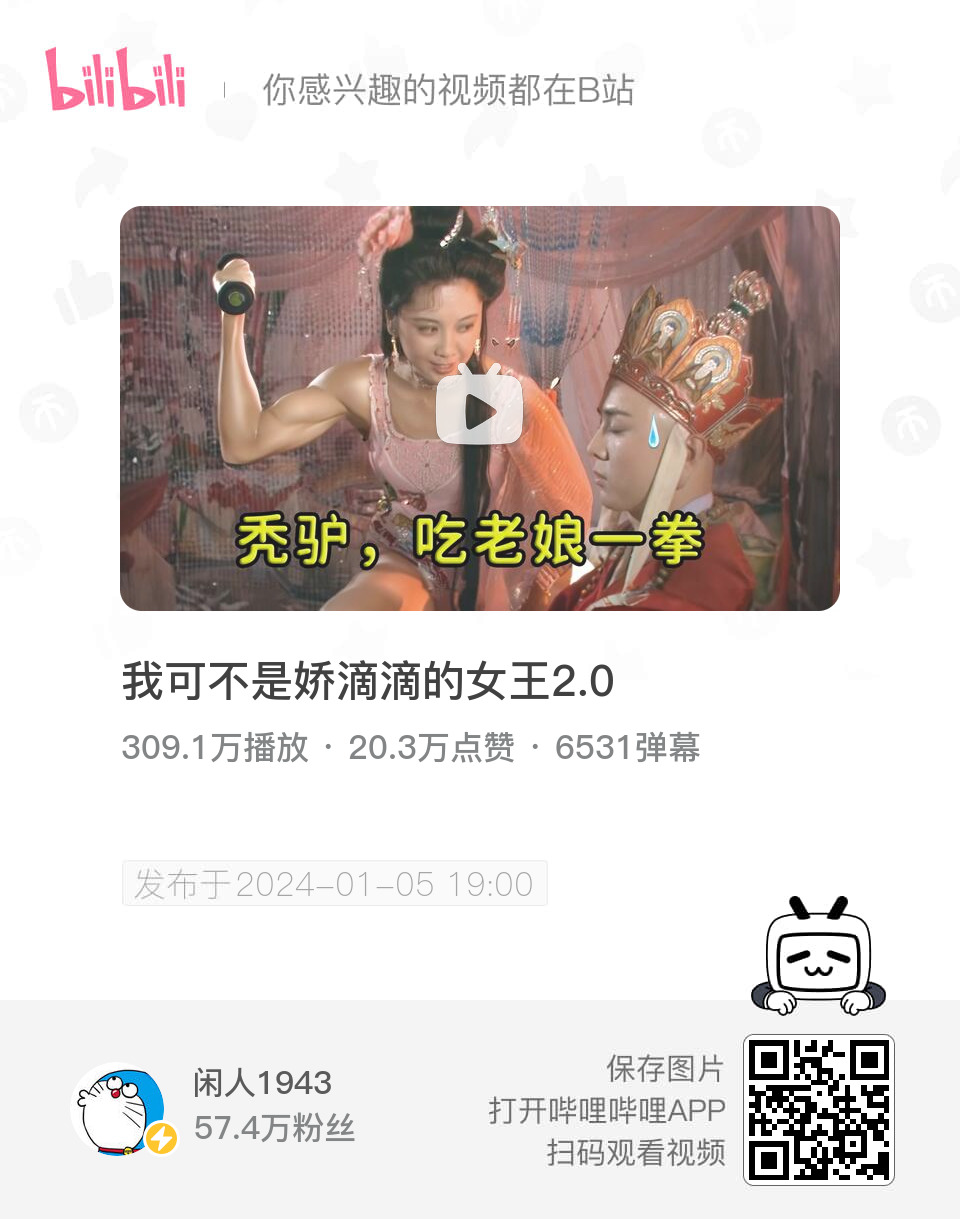 bilibili
你感兴趣的视频都在B站
秃驴，吃老娘一拳
我可不是娇滴滴的女王2.0
309.1万播放 · 20.3万点赞 · 6531弹幕
发布于2024-01-05 19:00
闲人1943
57.4万粉丝
保存图片
打开哔哩哔哩APP
扫码观看视频